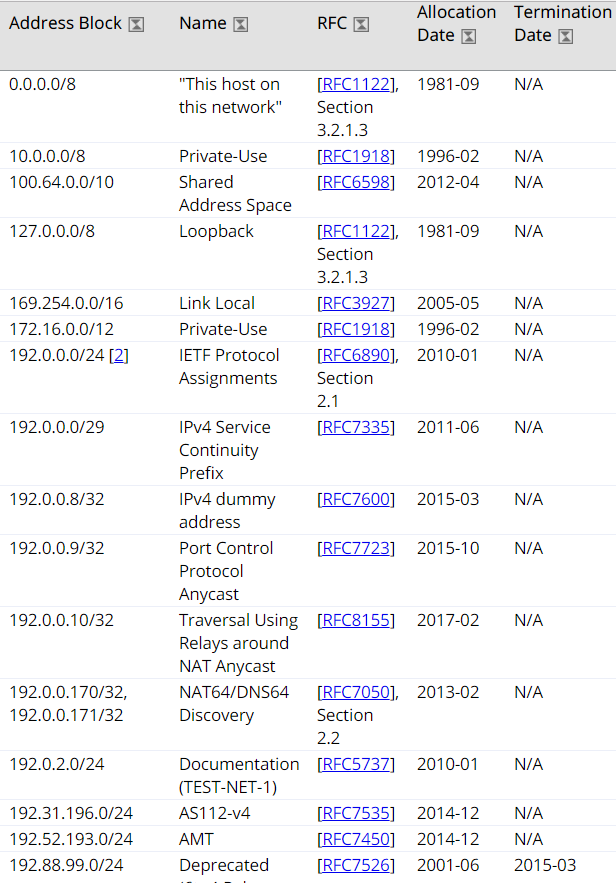 Address Block Name RFC Allocation Date Termination Date
0.0.0.0/8 "This host on this network" [RFC1122], Section 3.2.1.3 1981-09 N/A
10.0.0.0/8 Private-Use [RFC1918] 1996-02 N/A
100.64.0.0/10 Shared Address Space [RFC6598] 2012-04 N/A
127.0.0.0/8 Loopback [RFC1122], Section 3.2.1.3 1981-09 N/A
169.254.0.0/16 Link Local [RFC3927] 2005-05 N/A
172.16.0.0/12 Private-Use [RFC1918] 1996-02 N/A
192.0.0.0/24 [2] IETF Protocol Assignments [RFC6890], Section 2.1 2010-01 N/A
192.0.0.0/29 IPv4 Service Continuity Prefix [RFC7335] 2011-06 N/A
192.0.0.8/32 IPv4 dummy address [RFC7600] 2015-03 N/A
192.0.0.9/32 Port Control Protocol Anycast [RFC7723] 2015-10 N/A
192.0.0.10/32 Traversal Using Relays around NAT Anycast [RFC8155] 2017-02 N/A
192.0.0.170/32, 192.0.0.171/32 NAT64/DNS64 Discovery [RFC7050], Section 2.2 2013-02 N/A
192.0.2.0/24 Documentation (TEST-NET-1) [RFC5737] 2010-01 N/A
192.31.196.0/24 AS112-v4 [RFC7535] 2014-12 N/A
192.52.193.0/24 AMT [RFC7450] 2014-12 N/A
192.88.99.0/24 Deprecated [RFC7526] 2001-06 2015-03